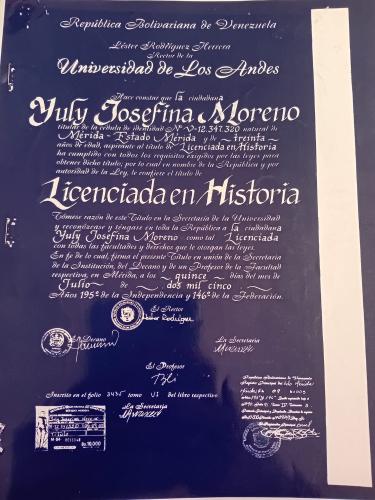 República Bolivariana de Venezuela
Léster Rodríguez Herrera
Rector de la
Universidad de Los Andes
Hace constar que la ciudadana
Yuly Josefina Moreno
titular de la cédula de identidad Nº V-12.347.320 natural de
Mérida - Estado Mérida y de treinta
años de edad, aspirante al título de Licenciada en Historia
ha cumplido con todos los requisitos exigidos por las leyes para
obtener dicho título; por lo cual en nombre de la República y por
autoridad de la Ley, le confiere el título de
Licenciada en Historia
Tómese razón de este Título en la Secretaría de la Universidad
y reconózcase y téngase en toda la República a la ciudadana
Yuly Josefina Moreno como tal Licenciada
con todas las facultades y derechos que le otorgan las leyes.
En fe de lo cual, firma el presente Título en unión de la Secretaria
de la Institución, del Decano y de un Profesor de la Facultad
respectiva, en Mérida, a los quince días del mes
de Julio de dos mil cinco
Años 195º de la Independencia y 146º de la Federación.
El Rector
El Decano
La Secretaria
El Profesor
Inscrito en el folio 3435 tomo VI del libro respectivo
La Secretaria
República Bolivariana de Venezuela
Bs 10,000